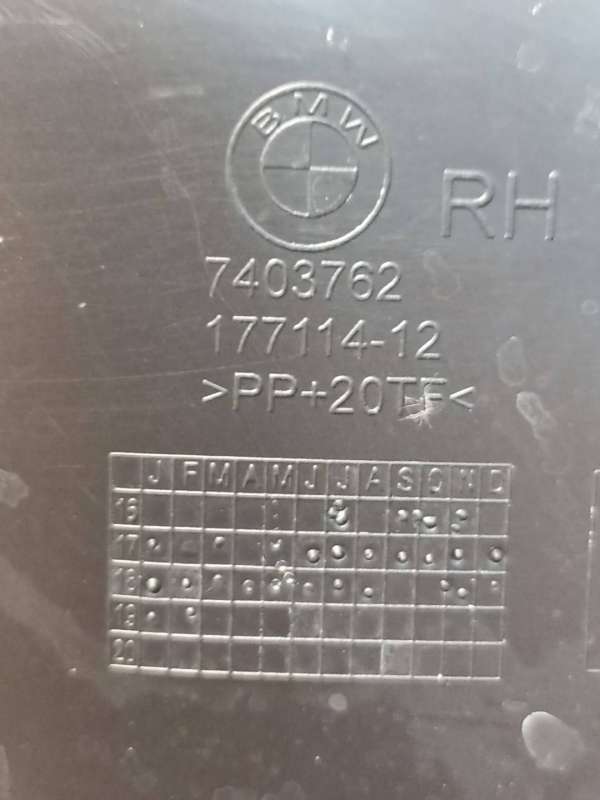 BMW
RH
7403762
177114-12
>PP+20TF<
J F M A M J J A S O N D
16
17
18
19
20